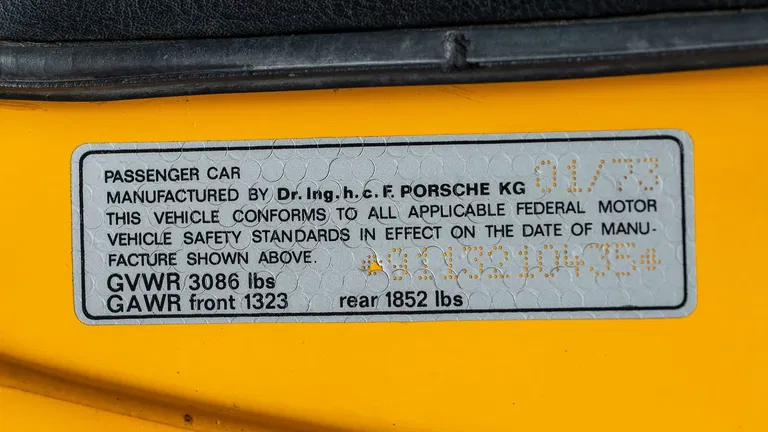 PASSENGER CAR
MANUFACTURED BY Dr. Ing. h. c. F. PORSCHE KG 01/73
THIS VEHICLE CONFORMS TO ALL APPLICABLE FEDERAL MOTOR
VEHICLE SAFETY STANDARDS IN EFFECT ON THE DATE OF MANU-
FACTURE SHOWN ABOVE. *9113210435*
GVWR 3086 lbs
GAWR front 1323 rear 1852 lbs